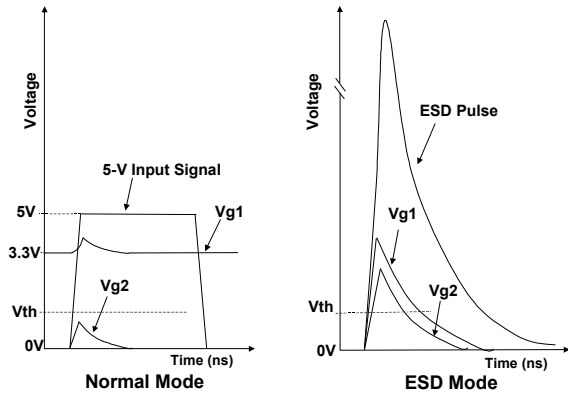 Voltage
5-V Input Signal
5V
Vg1
3.3V
Vth
Vg2
0V
Time (ns)
Normal Mode
Voltage
ESD Pulse
Vg1
Vth
Vg2
0V
Time (ns)
ESD Mode